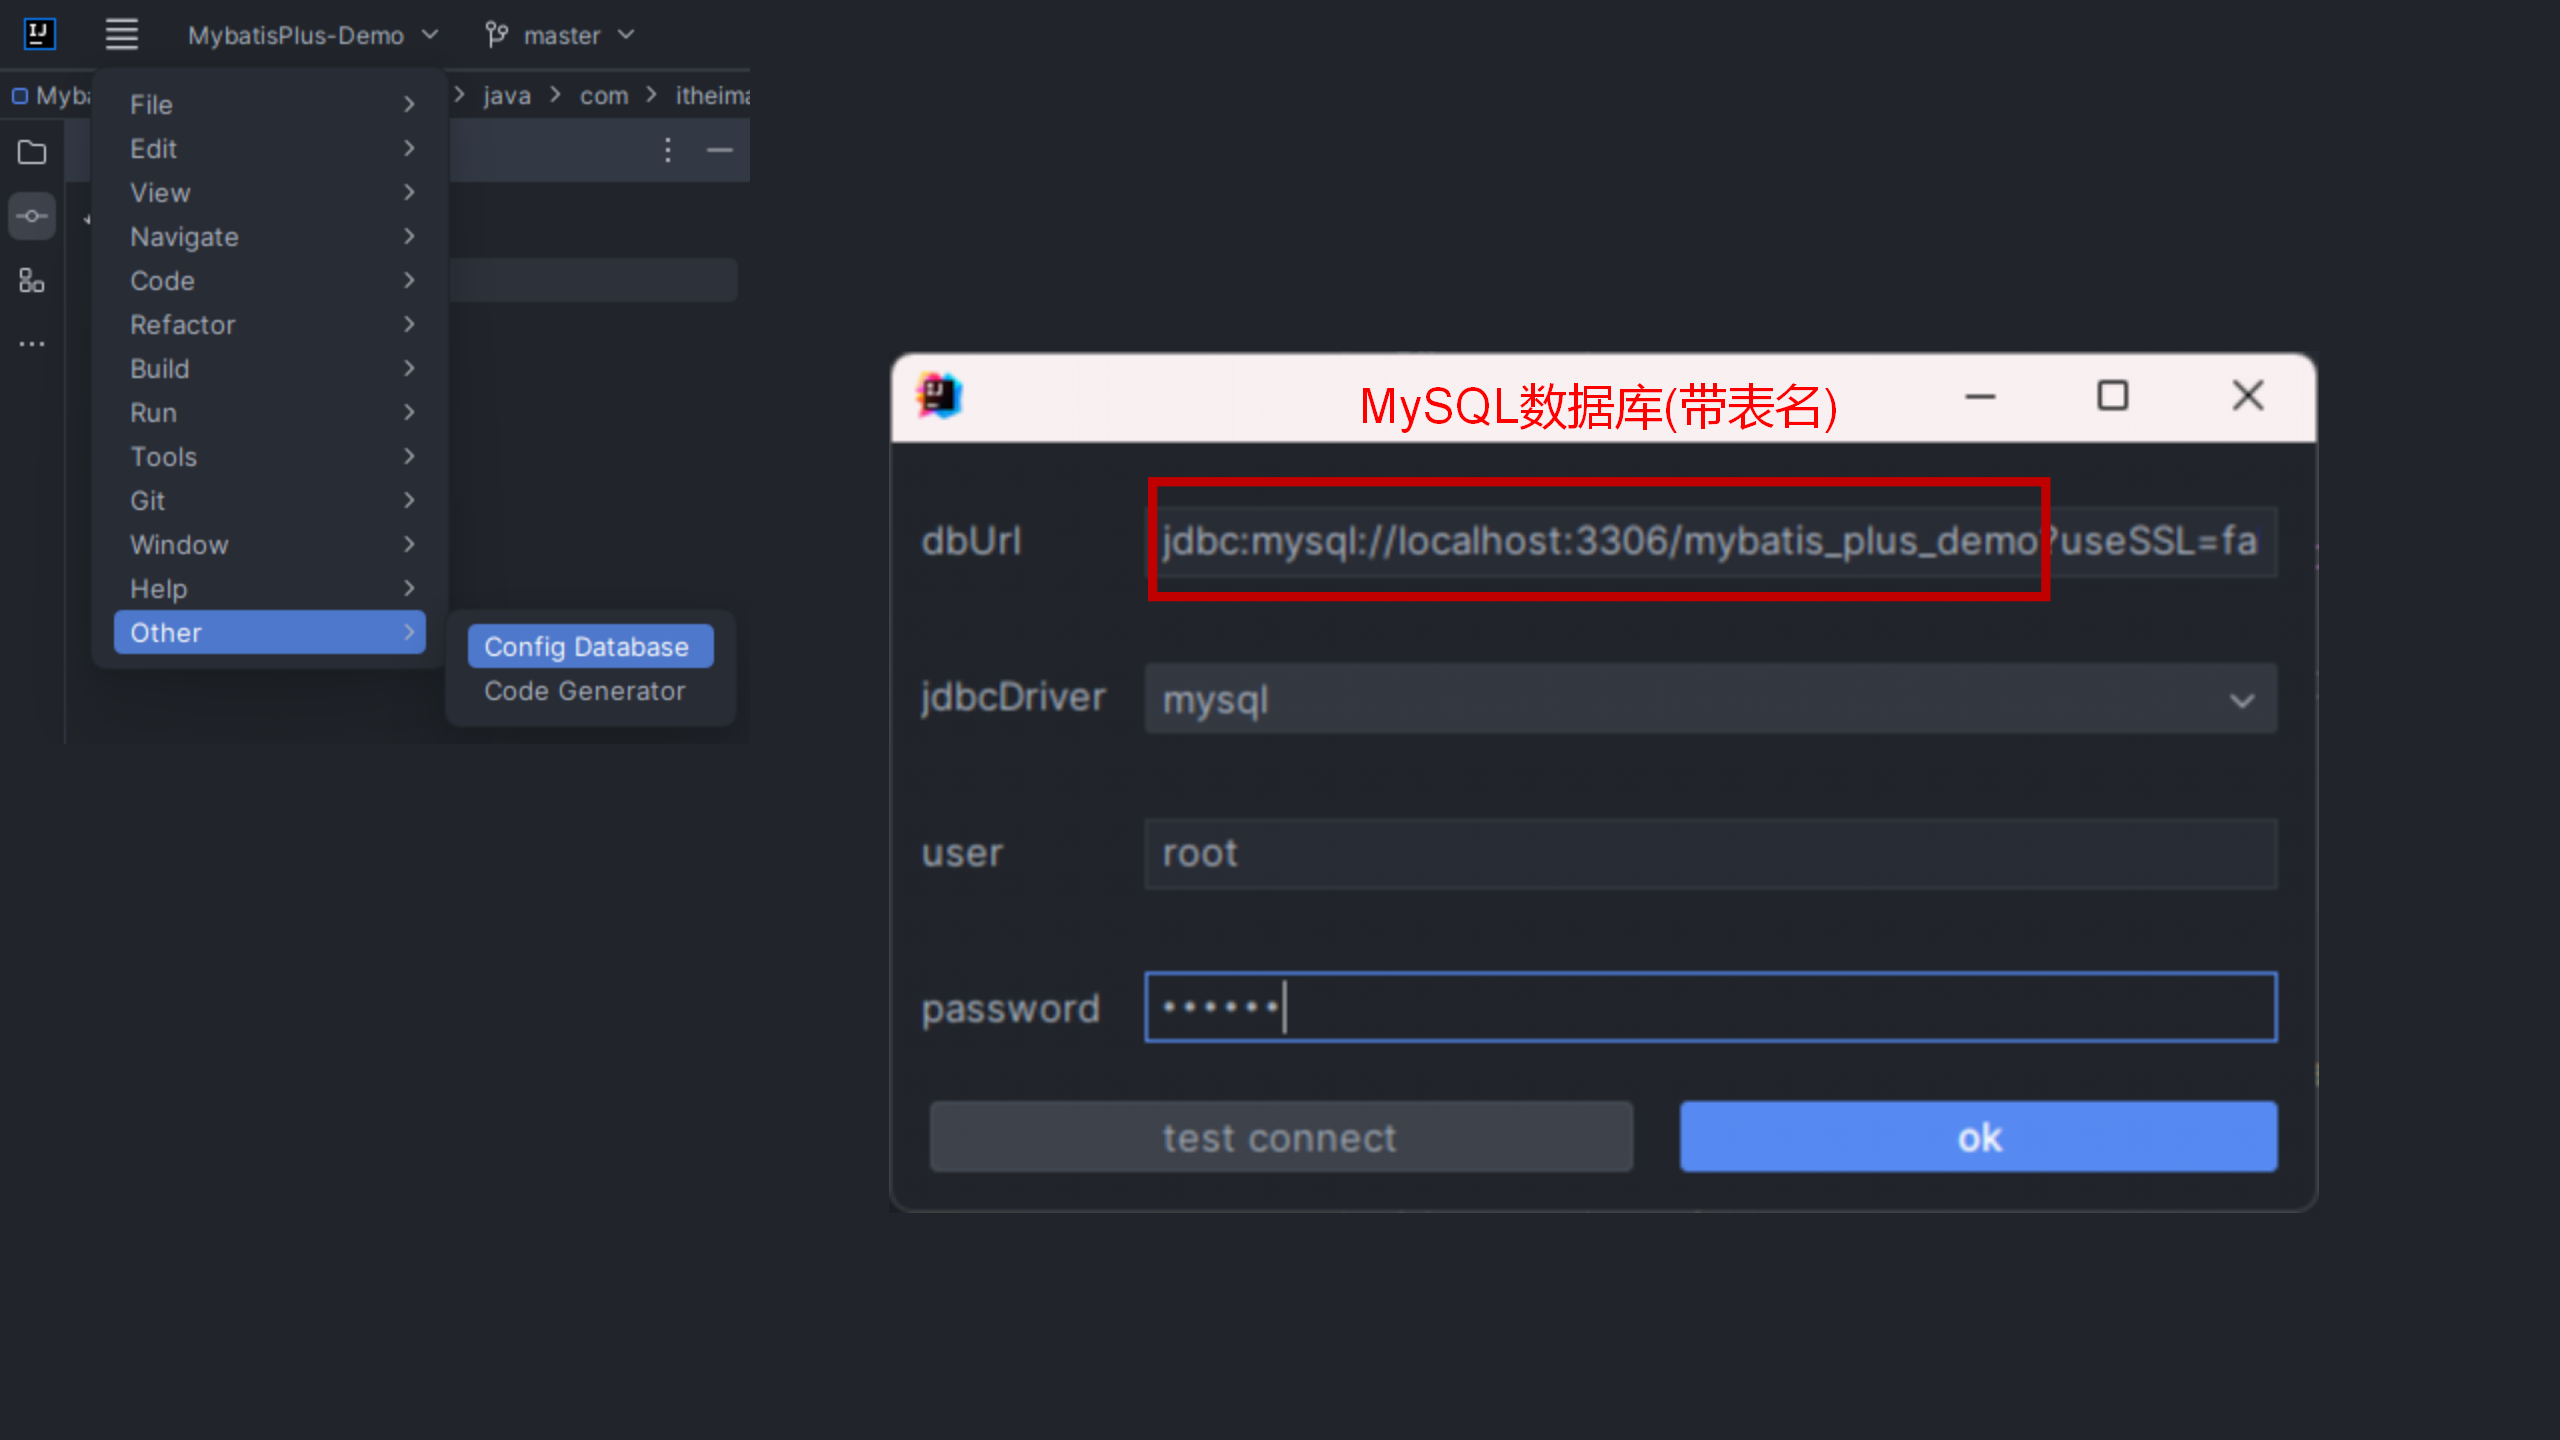 MybatisPlus-Demo
master
Myba
java
com
itheima
File
Edit
View
Navigate
Code
Refactor
Build
Run
Tools
Git
Window
Help
Other
Config Database
Code Generator
MySQL数据库(带表名)
dbUrl
jdbc:mysql://localhost:3306/mybatis_plus_demo?useSSL=fa
jdbcDriver
mysql
user
root
password
••••••
test connect
ok